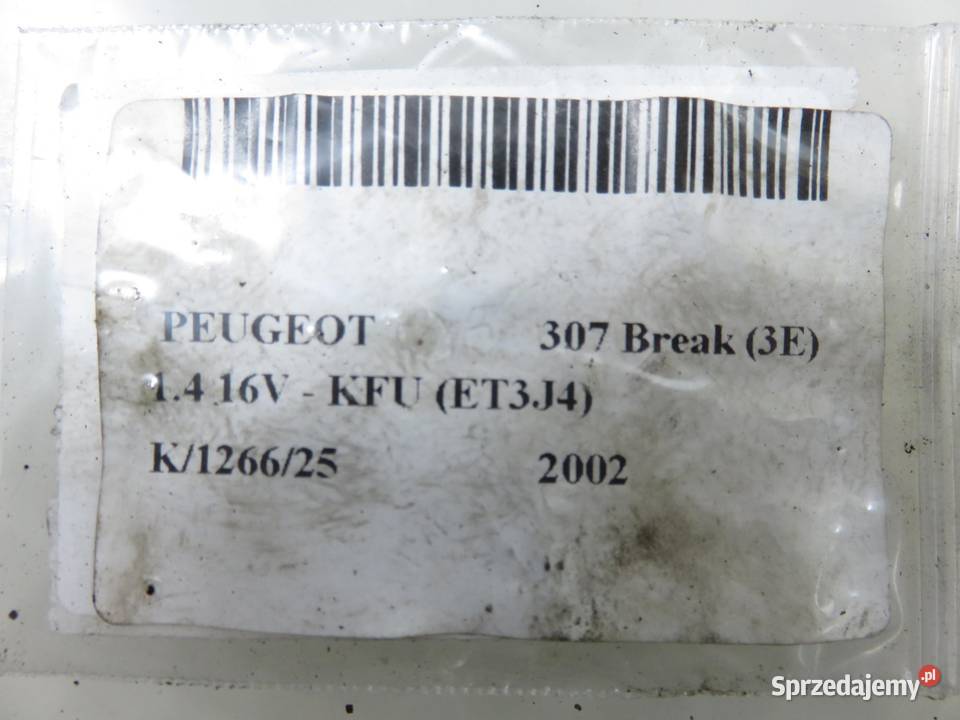 PEUGEOT 307 Break (3E)
1.4 16V - KFU (ET3J4)
K/1266/25 2002
Sprzedajemy.pl